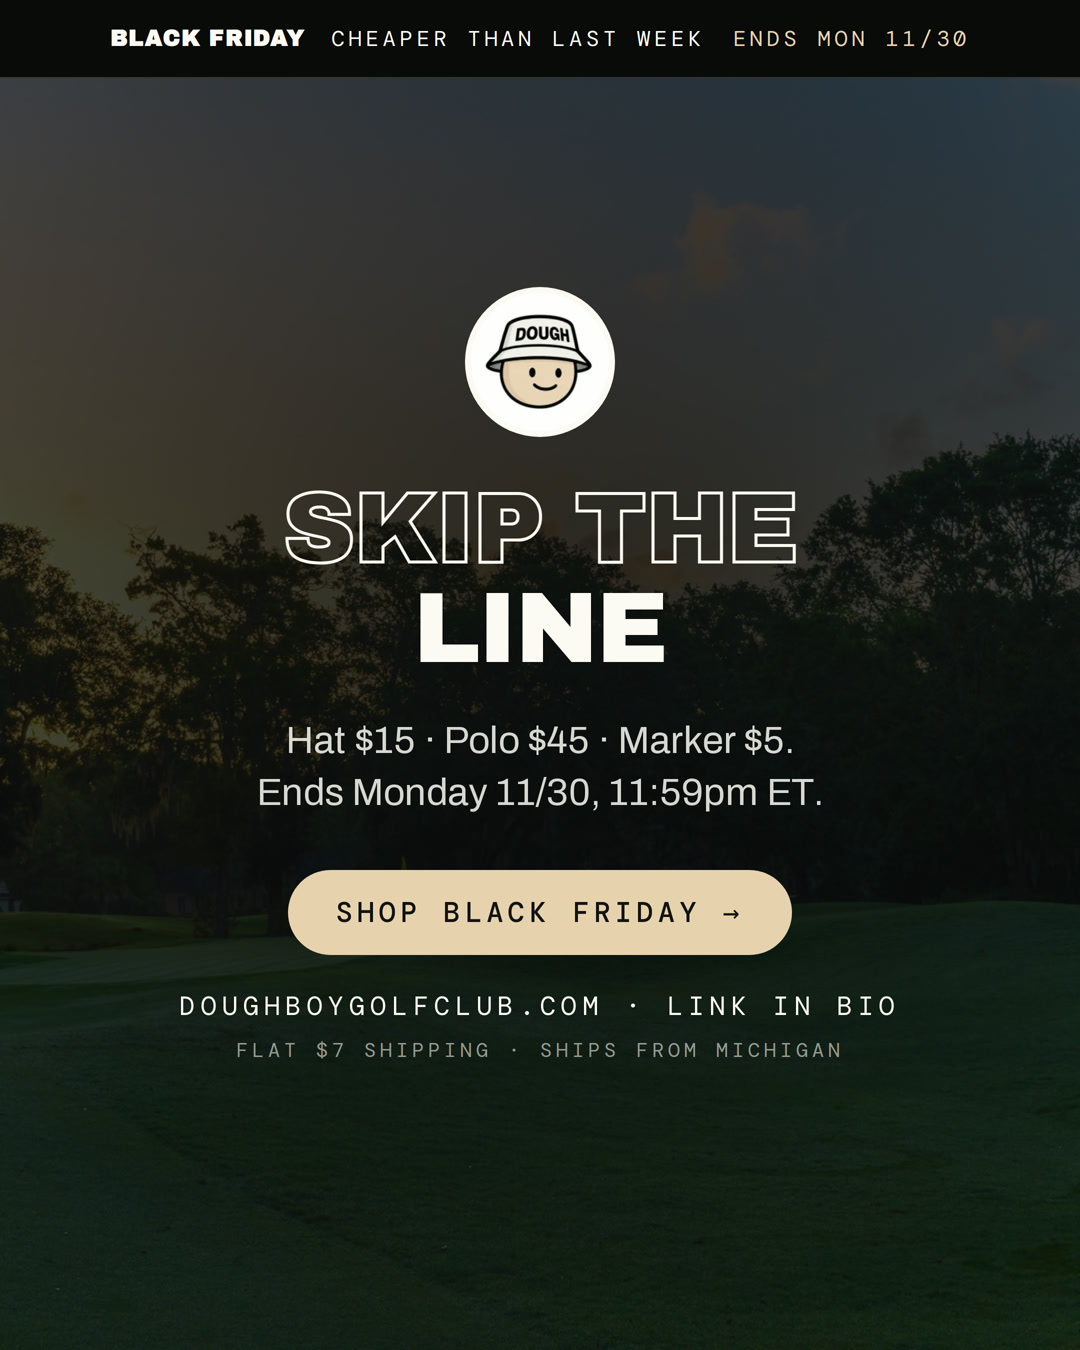 BLACK FRIDAY CHEAPER THAN LAST WEEK ENDS MON 11/30
DOUGH
SKIP THE
LINE
Hat $15 · Polo $45 · Marker $5.
Ends Monday 11/30, 11:59pm ET.
SHOP BLACK FRIDAY →
DOUGHBOYGOLFCLUB.COM · LINK IN BIO
FLAT $7 SHIPPING · SHIPS FROM MICHIGAN